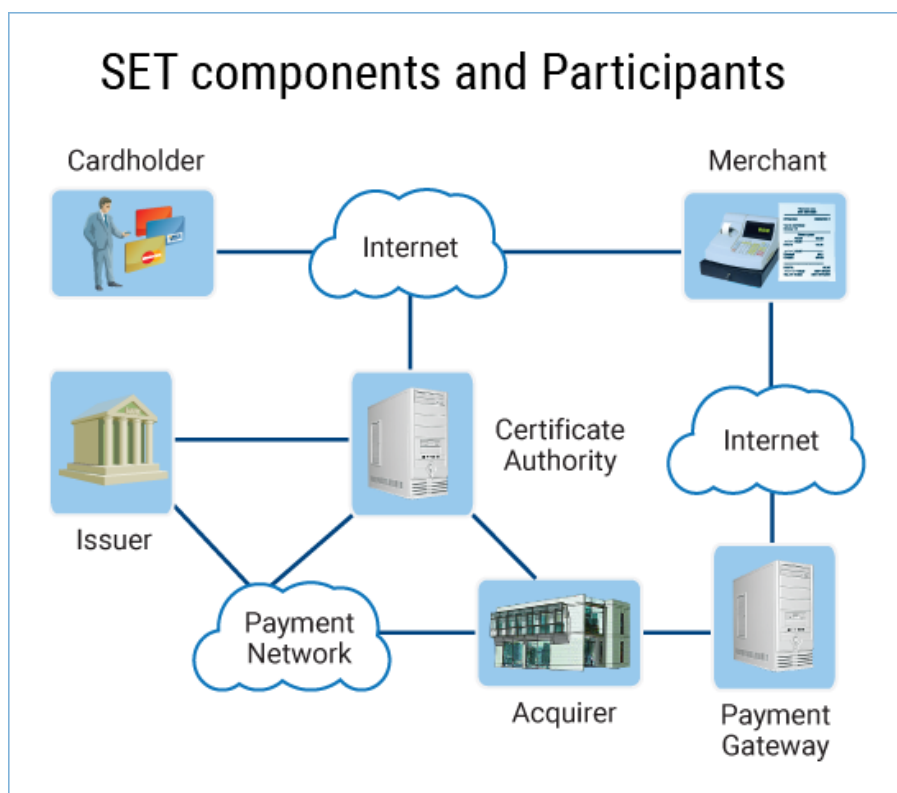 SET components and Participants
Cardholder
Merchant
Internet
Certificate
Authority
Internet
Issuer
Payment
Network
Acquirer
Payment
Gateway